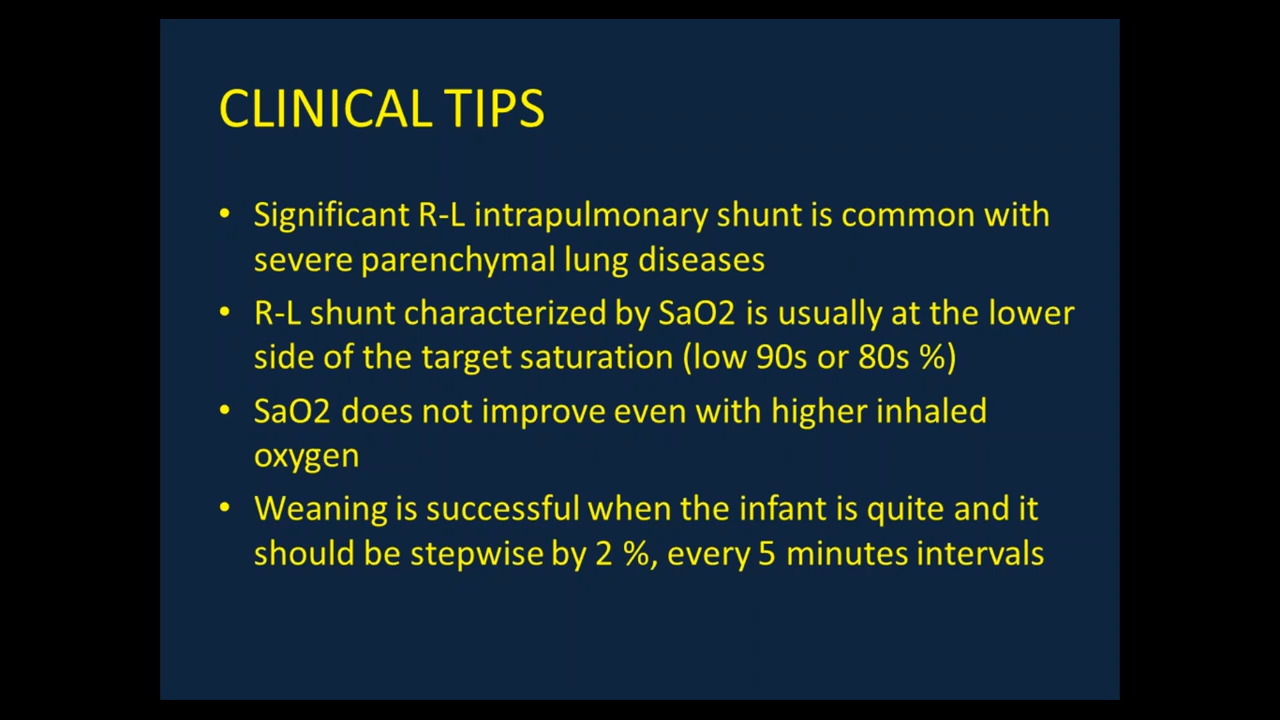 CLINICAL TIPS
• Significant R-L intrapulmonary shunt is common with
severe parenchymal lung diseases
• R-L shunt characterized by SaO2 is usually at the lower
side of the target saturation (low 90s or 80s %)
• SaO2 does not improve even with higher inhaled
oxygen
• Weaning is successful when the infant is quite and it
should be stepwise by 2 %, every 5 minutes intervals